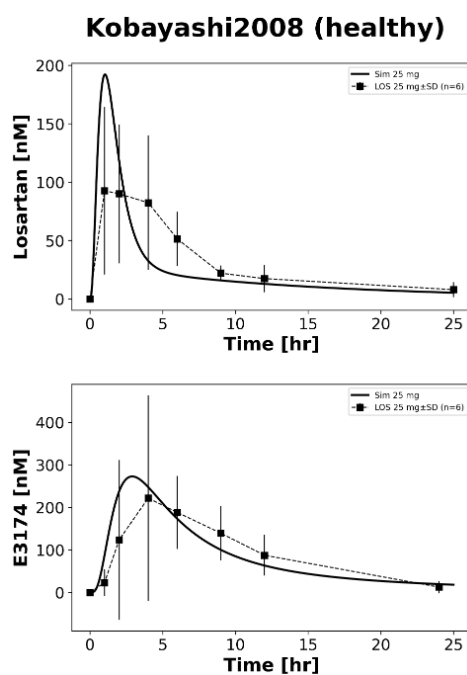 Kobayashi2008 (healthy)
200
150
100
50
0
Losartan [nM]
Sim 25 mg
LOS 25 mg±SD (n=6)
0 5 10 15 20 25
Time [hr]
400
300
200
100
0
E3174 [nM]
Sim 25 mg
LOS 25 mg±SD (n=6)
0 5 10 15 20 25
Time [hr]